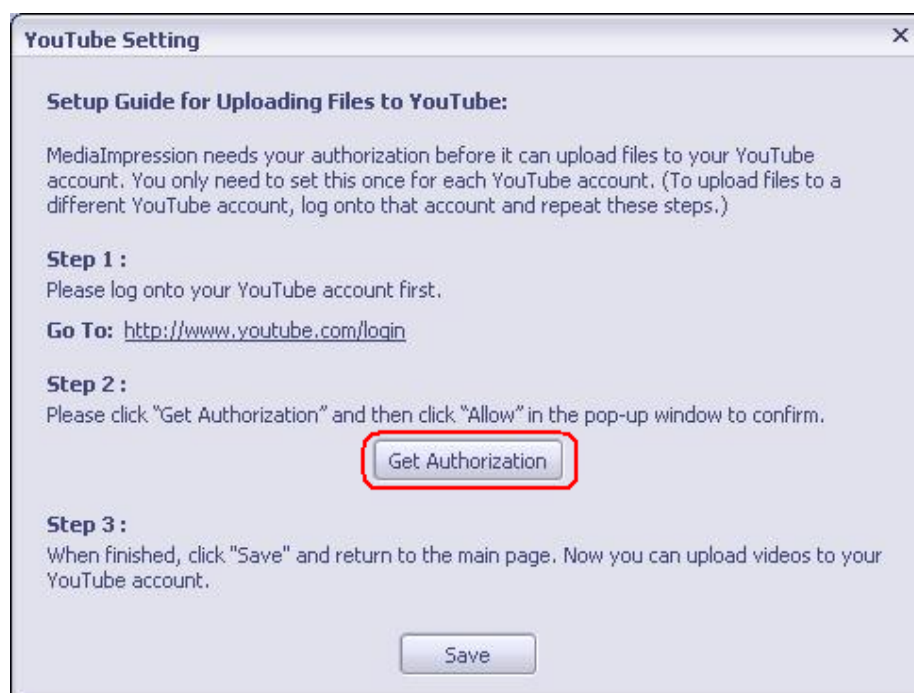 YouTube Setting
Setup Guide for Uploading Files to YouTube:
MediaImpression needs your authorization before it can upload files to your YouTube
account. You only need to set this once for each YouTube account. (To upload files to a
different YouTube account, log onto that account and repeat these steps.)
Step 1 :
Please log onto your YouTube account first.
Go To: http://www.youtube.com/login
Step 2 :
Please click “Get Authorization” and then click “Allow” in the pop-up window to confirm.
Get Authorization
Step 3 :
When finished, click "Save" and return to the main page. Now you can upload videos to your
YouTube account.
Save